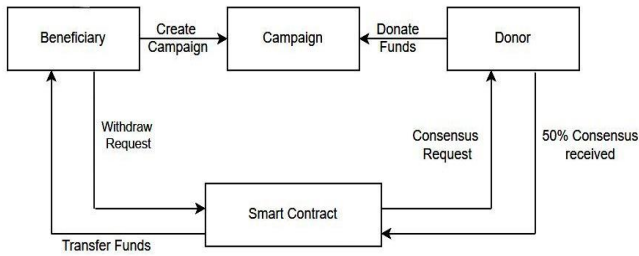 Beneficiary
Create
Campaign
Campaign
Donate
Funds
Donor
Withdraw
Request
Consensus
Request
50% Consensus
received
Smart Contract
Transfer Funds